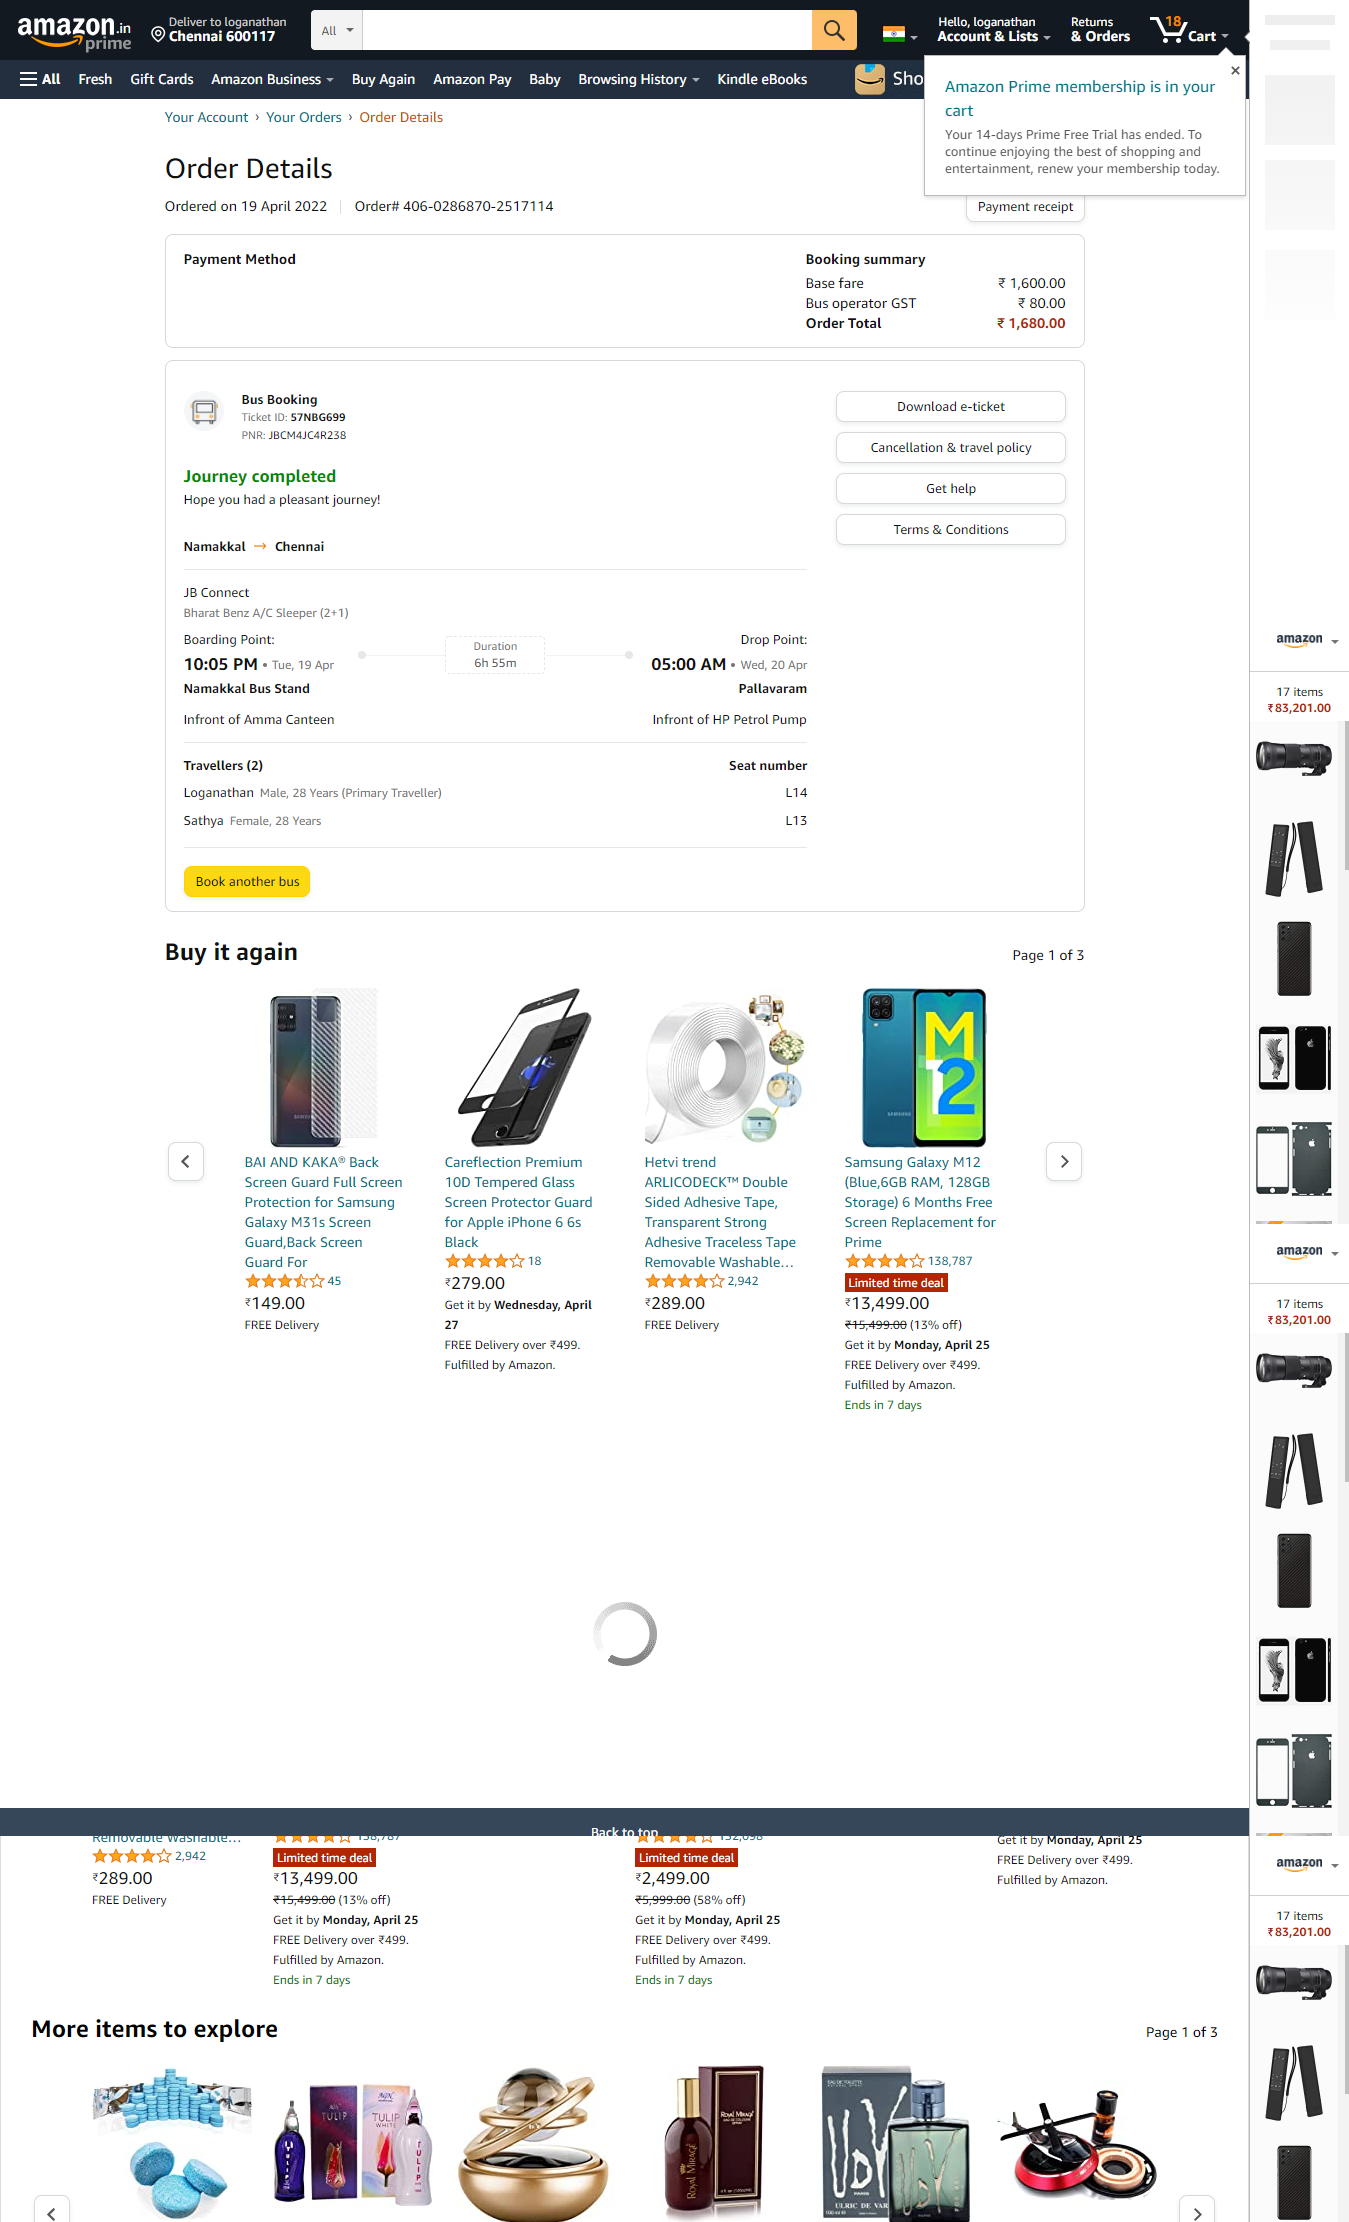 amazon.in
prime
Deliver to loganathan
Chennai 600117
All
Hello, loganathan
Account & Lists
Returns
& Orders
18
Cart
All
Fresh
Gift Cards
Amazon Business
Buy Again
Amazon Pay
Baby
Browsing History
Kindle eBooks
Sho
Amazon Prime membership is in your
cart
Your 14-days Prime Free Trial has ended. To
continue enjoying the best of shopping and
entertainment, renew your membership today.
Your Account › Your Orders › Order Details
Order Details
Ordered on 19 April 2022
Order# 406-0286870-2517114
Payment receipt
Payment Method
Booking summary
Base fare ₹ 1,600.00
Bus operator GST ₹ 80.00
Order Total ₹ 1,680.00
Bus Booking
Ticket ID: 57NBG699
PNR: JBCM4JC4R238
Download e-ticket
Cancellation & travel policy
Get help
Terms & Conditions
Journey completed
Hope you had a pleasant journey!
Namakkal → Chennai
JB Connect
Bharat Benz A/C Sleeper (2+1)
Boarding Point:
Duration
6h 55m
Drop Point:
10:05 PM • Tue, 19 Apr
05:00 AM • Wed, 20 Apr
Namakkal Bus Stand
Pallavaram
Infront of Amma Canteen
Infront of HP Petrol Pump
Travellers (2)
Seat number
Loganathan Male, 28 Years (Primary Traveller)
L14
Sathya Female, 28 Years
L13
Book another bus
amazon
17 items
₹83,201.00
Buy it again
Page 1 of 3
SAMSUNG
M
12
SAMSUNG
BAI AND KAKA® Back
Screen Guard Full Screen
Protection for Samsung
Galaxy M31s Screen
Guard,Back Screen
Guard For
45
₹149.00
FREE Delivery
Careflection Premium
10D Tempered Glass
Screen Protector Guard
for Apple iPhone 6 6s
Black
18
₹279.00
Get it by Wednesday, April
27
FREE Delivery over ₹499.
Fulfilled by Amazon.
Hetvi trend
ARLICODECK™ Double
Sided Adhesive Tape,
Transparent Strong
Adhesive Traceless Tape
Removable Washable…
2,942
₹289.00
FREE Delivery
Samsung Galaxy M12
(Blue,6GB RAM, 128GB
Storage) 6 Months Free
Screen Replacement for
Prime
138,787
Limited time deal
₹13,499.00
₹15,499.00 (13% off)
Get it by Monday, April 25
FREE Delivery over ₹499.
Fulfilled by Amazon.
Ends in 7 days
amazon
17 items
₹83,201.00
Back to top
Removable Washable…
2,942
₹289.00
FREE Delivery
138,787
Limited time deal
₹13,499.00
₹15,499.00 (13% off)
Get it by Monday, April 25
FREE Delivery over ₹499.
Fulfilled by Amazon.
Ends in 7 days
132,098
Limited time deal
₹2,499.00
₹5,999.00 (58% off)
Get it by Monday, April 25
FREE Delivery over ₹499.
Fulfilled by Amazon.
Ends in 7 days
Get it by Monday, April 25
FREE Delivery over ₹499.
Fulfilled by Amazon.
amazon
17 items
₹83,201.00
More items to explore
Page 1 of 3
TULIP
TULIP
WHITE
TULIP
TULIP
ROYAL MIRAGE
Royal Mirage
UDV
PARIS
ULRIC DE VAR
UDV